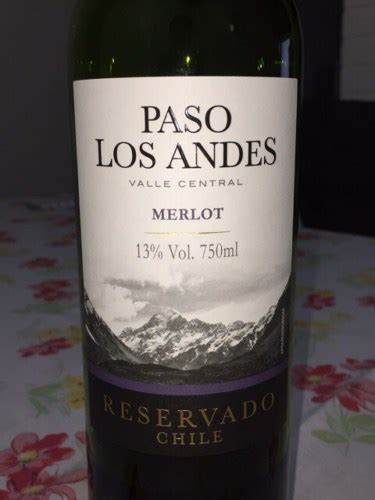 PASO
LOS ANDES
VALLE CENTRAL
MERLOT
13% Vol. 750ml
RESERVADO
CHILE